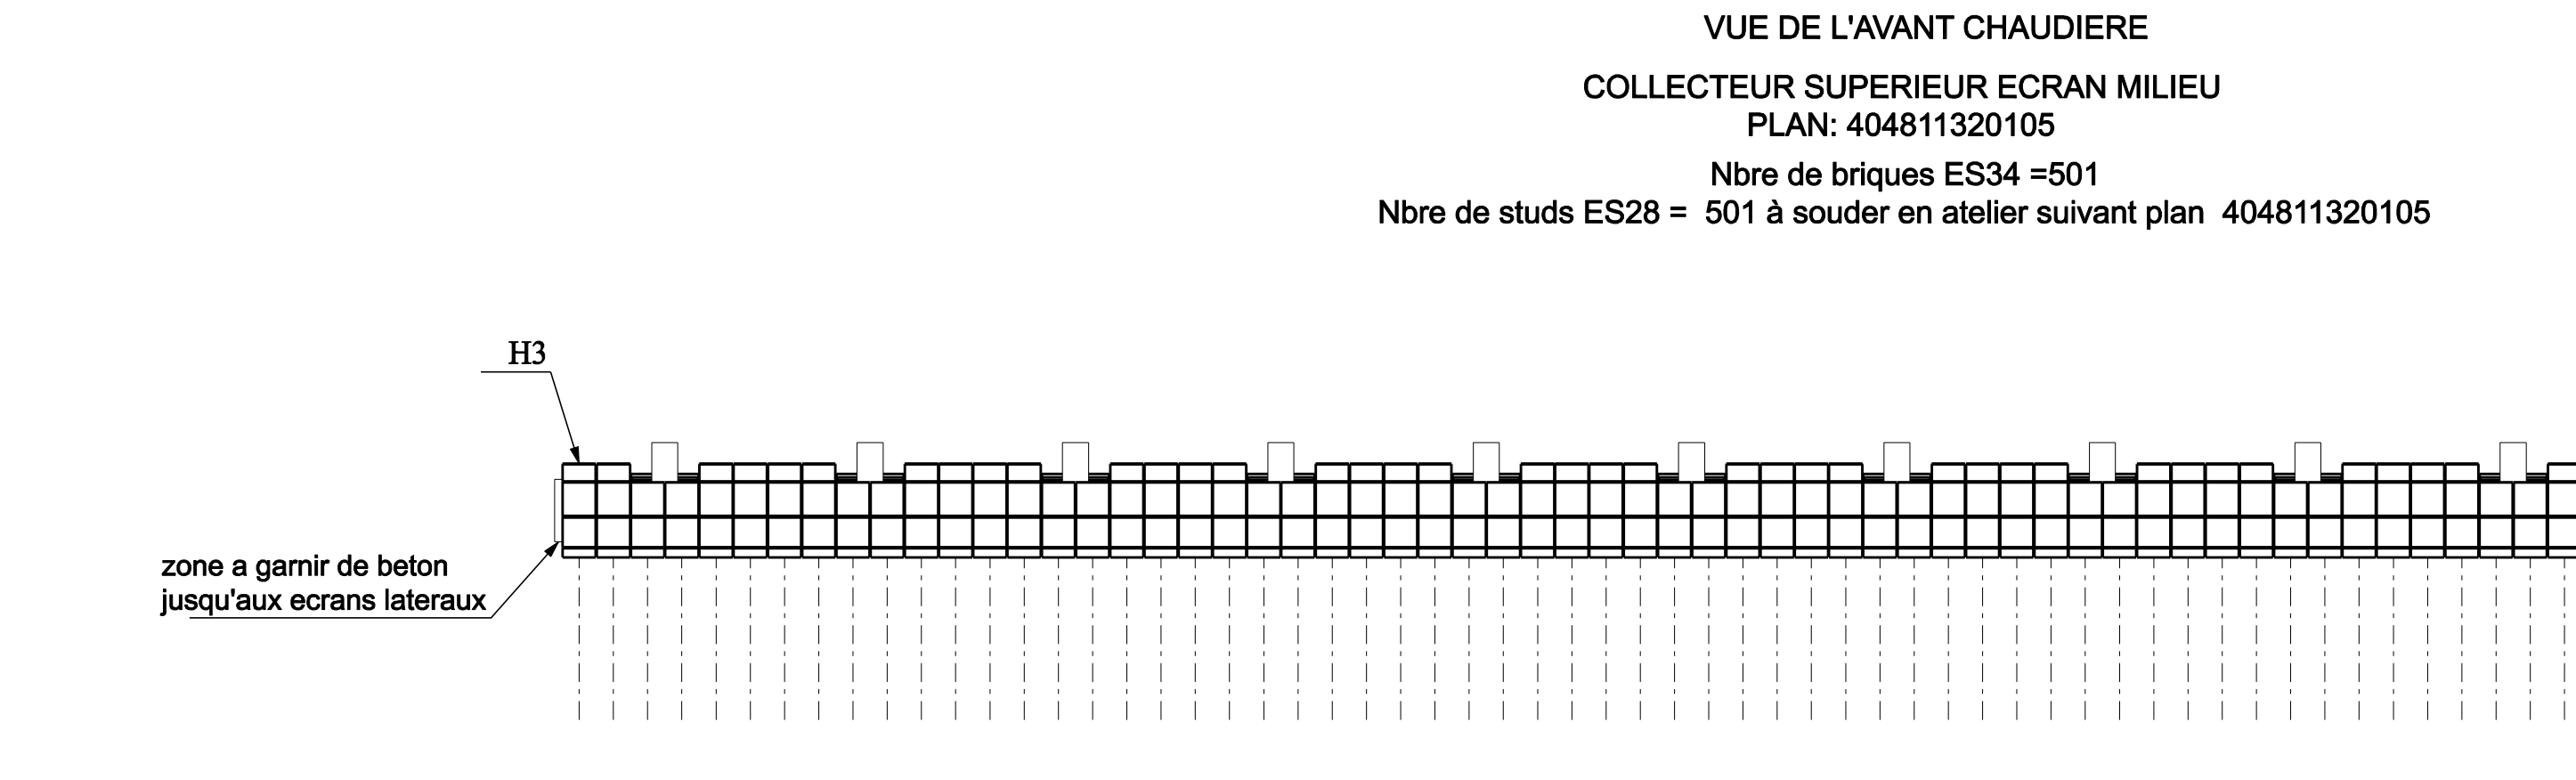 VUE DE L'AVANT CHAUDIERE
COLLECTEUR SUPERIEUR ECRAN MILIEU
PLAN: 404811320105
Nbre de briques ES34 =501
Nbre de studs ES28 =  501 à souder en atelier suivant plan  404811320105
H3
zone a garnir de beton
jusqu'aux ecrans lateraux